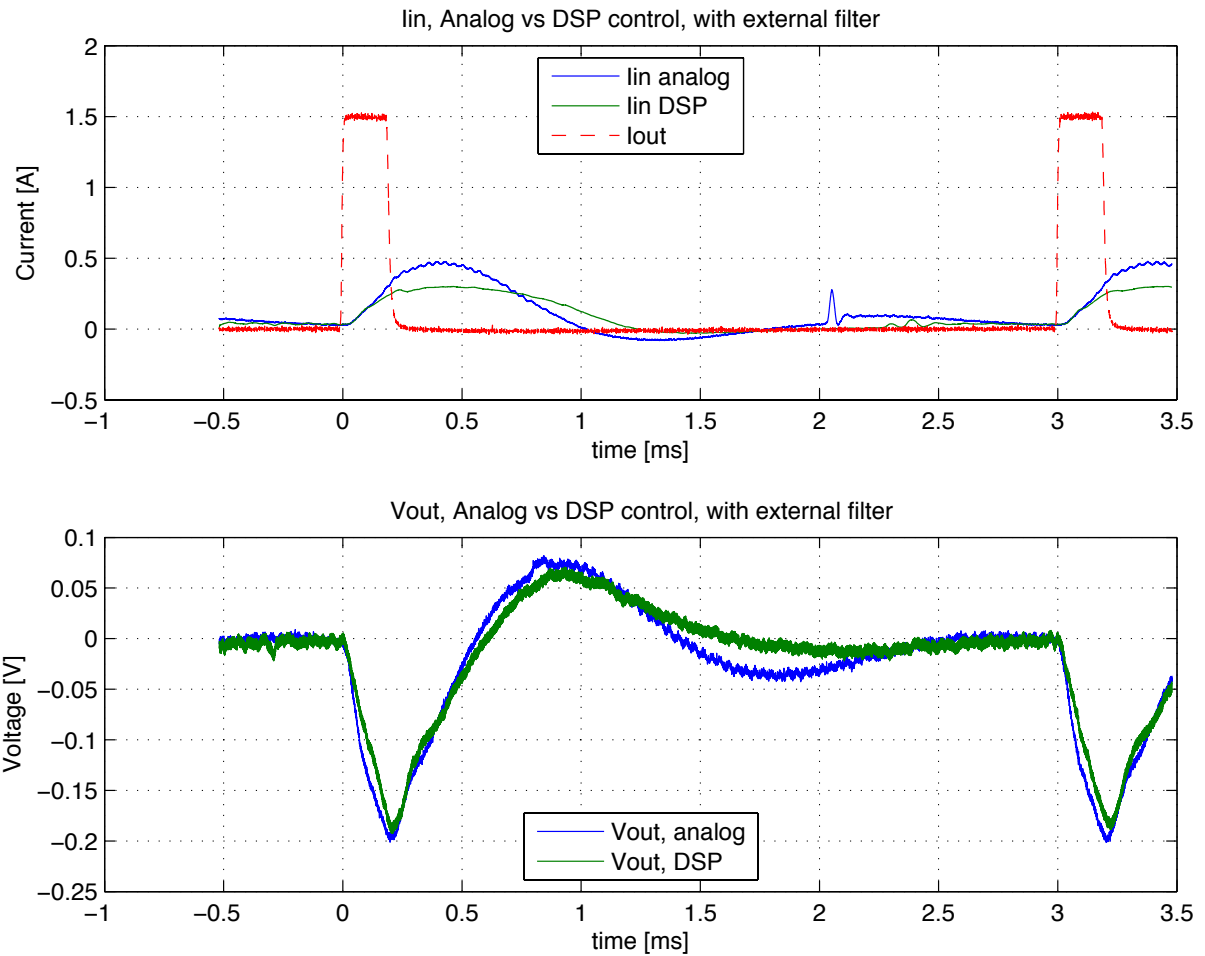 Iin, Analog vs DSP control, with external filter
2
1.5
1
0.5
0
−0.5
Current [A]
Iin analog
Iin DSP
Iout
−1 −0.5 0 0.5 1 1.5 2 2.5 3 3.5
time [ms]
Vout, Analog vs DSP control, with external filter
0.1
0.05
0
−0.05
−0.1
−0.15
−0.2
−0.25
Voltage [V]
Vout, analog
Vout, DSP
−1 −0.5 0 0.5 1 1.5 2 2.5 3 3.5
time [ms]